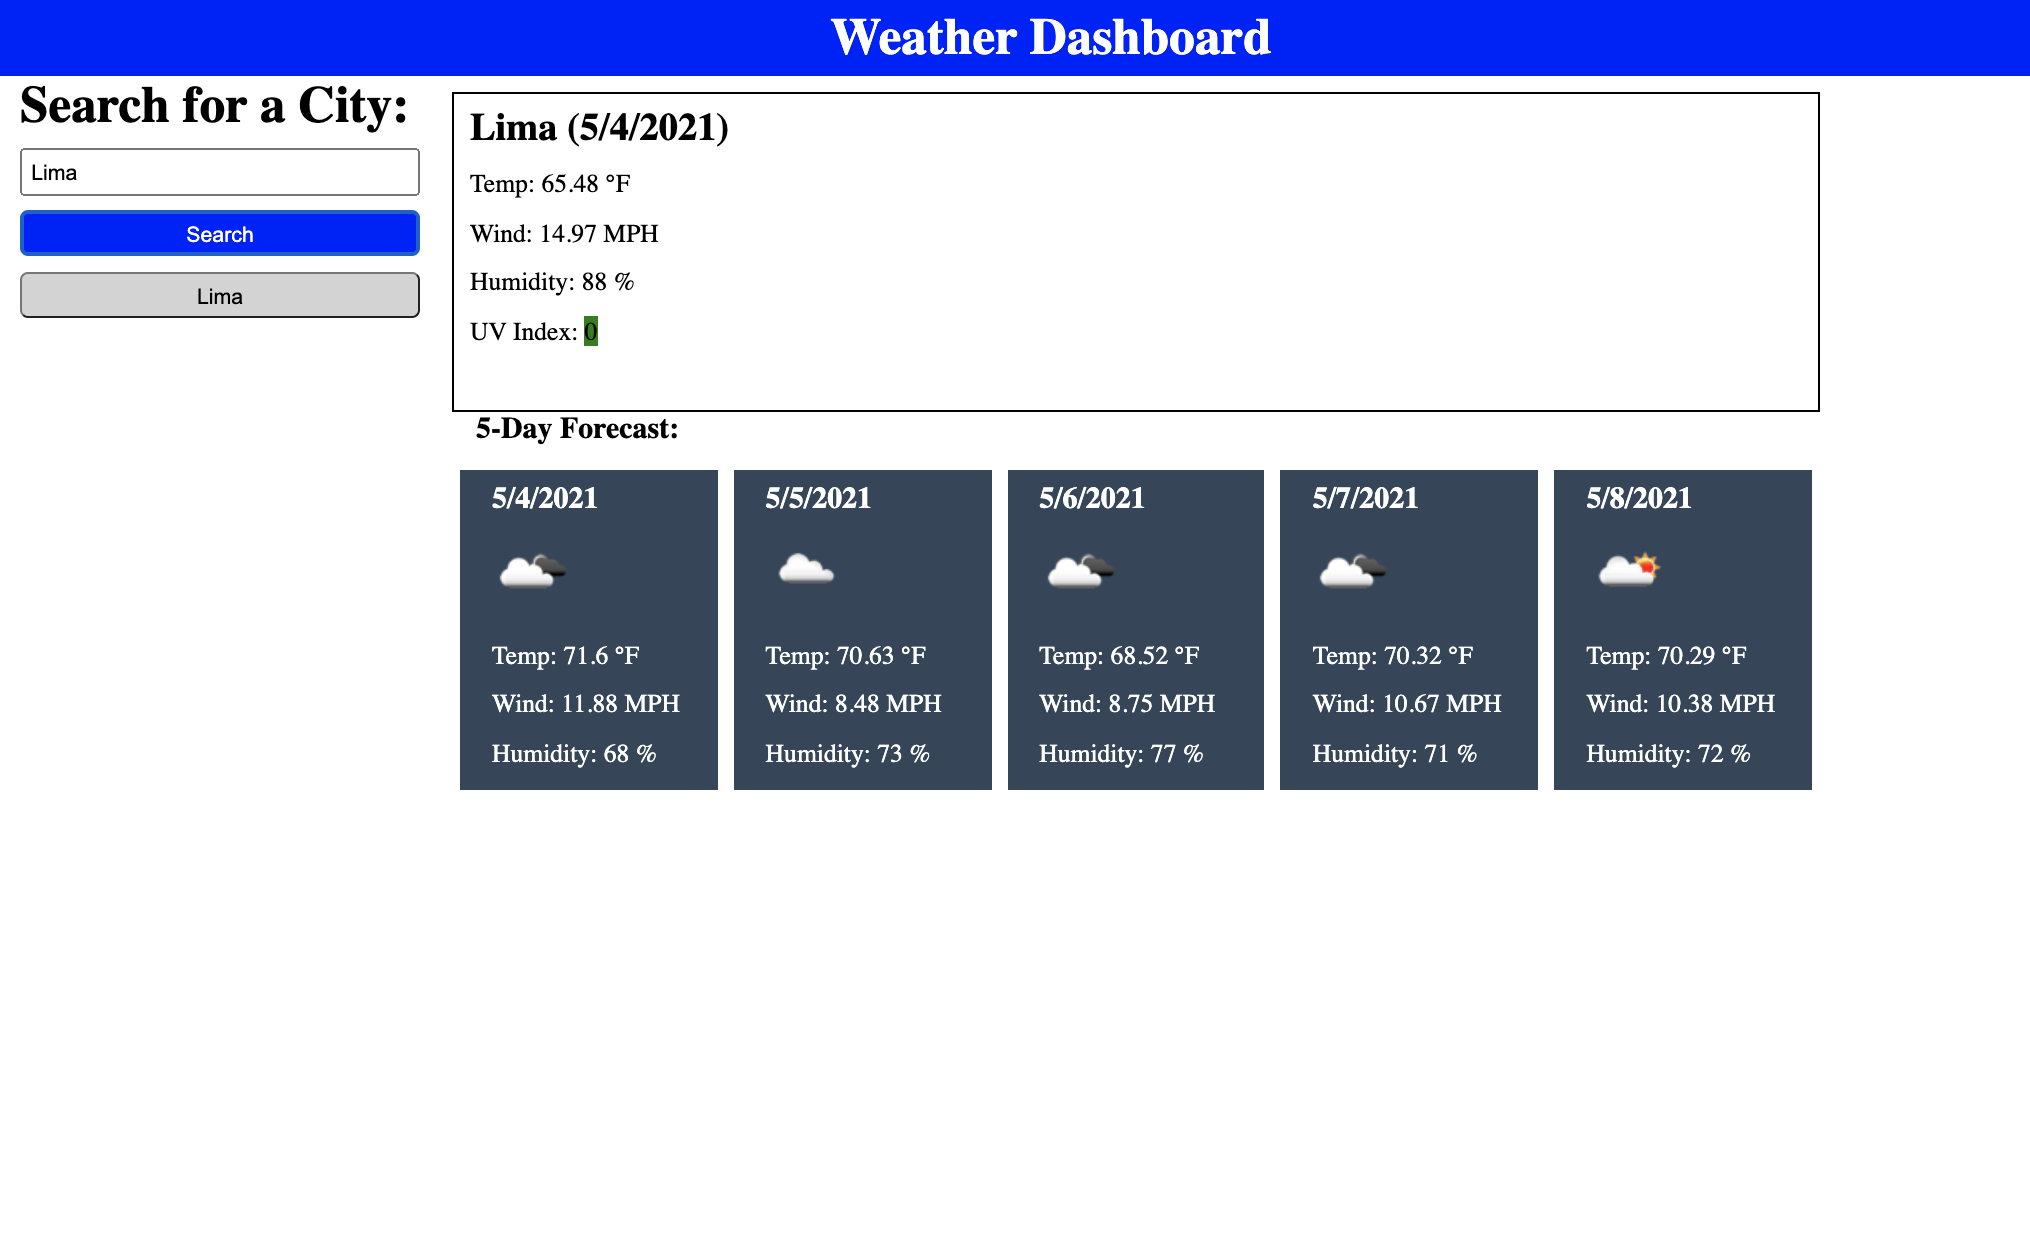 Weather Dashboard
Search for a City:
Lima
Search
Lima
Lima (5/4/2021)
Temp: 65.48 °F
Wind: 14.97 MPH
Humidity: 88 %
UV Index: 0
5-Day Forecast:
5/4/2021
Temp: 71.6 °F
Wind: 11.88 MPH
Humidity: 68 %
5/5/2021
Temp: 70.63 °F
Wind: 8.48 MPH
Humidity: 73 %
5/6/2021
Temp: 68.52 °F
Wind: 8.75 MPH
Humidity: 77 %
5/7/2021
Temp: 70.32 °F
Wind: 10.67 MPH
Humidity: 71 %
5/8/2021
Temp: 70.29 °F
Wind: 10.38 MPH
Humidity: 72 %